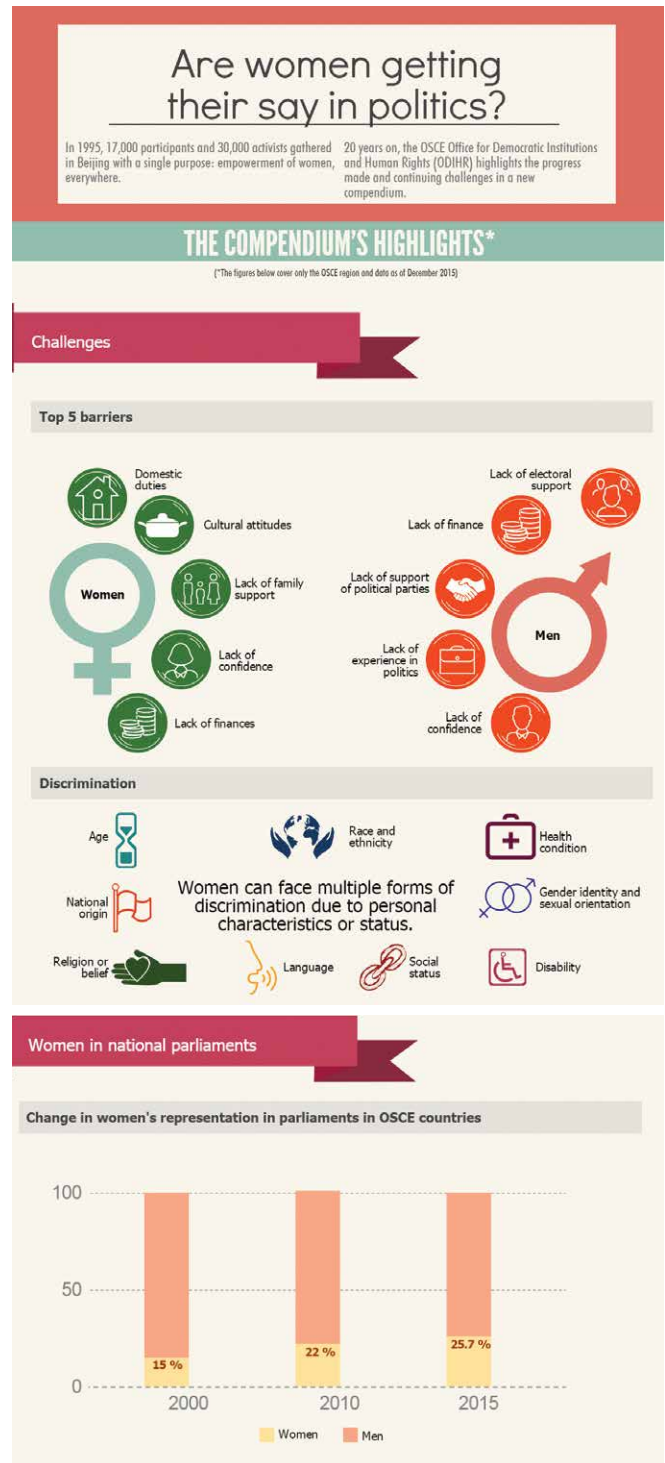 Are women getting
their say in politics?
In 1995, 17,000 participants and 30,000 activists gathered
in Beijing with a single purpose: empowerment of women,
everywhere.
20 years on, the OSCE Office for Democratic Institutions
and Human Rights (ODIHR) highlights the progress
made and continuing challenges in a new
compendium.
THE COMPENDIUM'S HIGHLIGHTS*
(*The figures below cover only the OSCE region and data as of December 2015)
Challenges
Top 5 barriers
Domestic
duties
Cultural attitudes
Women
Lack of family
support
Lack of
confidence
Lack of finances
Lack of electoral
support
Lack of finance
Lack of support
of political parties
Men
Lack of
experience in
politics
Lack of
confidence
Discrimination
Age
Race and
ethnicity
Health
condition
National
origin
Women can face multiple forms of
discrimination due to personal
characteristics or status.
Gender identity and
sexual orientation
Religion or
belief
Language
Social
status
Disability
Women in national parliaments
Change in women's representation in parliaments in OSCE countries
100
50
0
15 %
22 %
25.7 %
2000
2010
2015
Women
Men